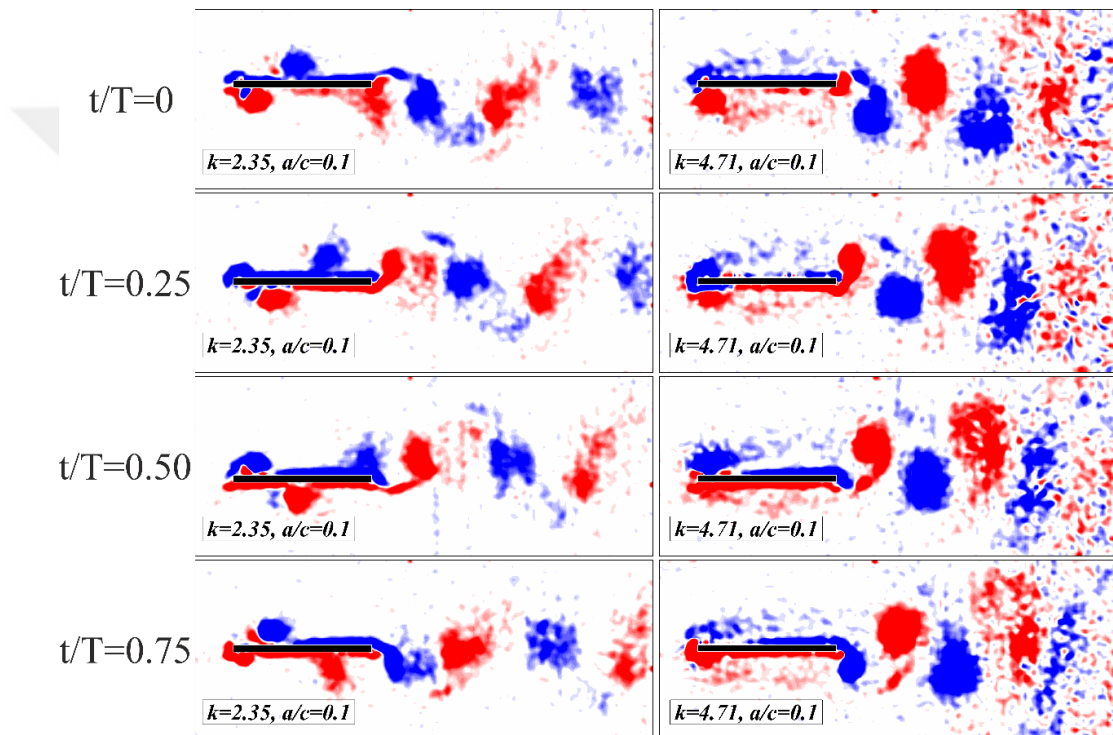 t/T=0
k=2.35, a/c=0.1
k=4.71, a/c=0.1
t/T=0.25
k=2.35, a/c=0.1
k=4.71, a/c=0.1
t/T=0.50
k=2.35, a/c=0.1
k=4.71, a/c=0.1
t/T=0.75
k=2.35, a/c=0.1
k=4.71, a/c=0.1